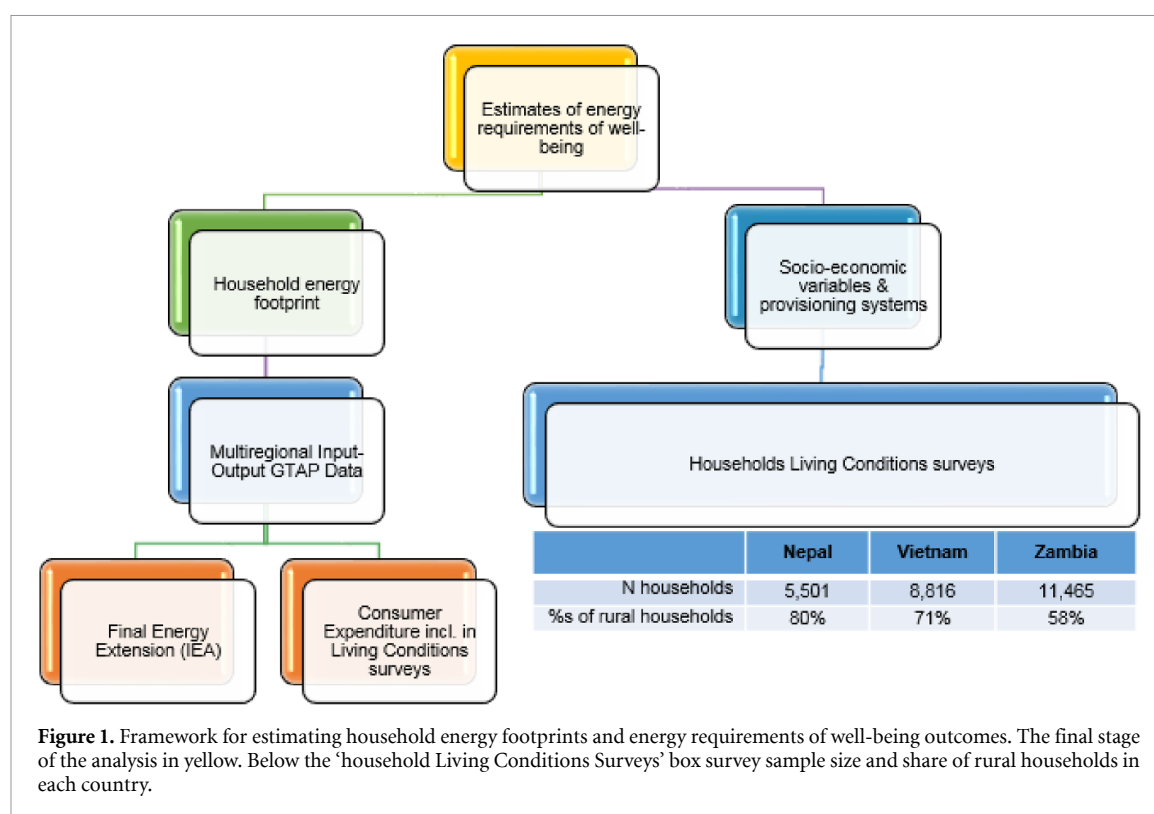 Estimates of energy
requirements of well-
being
Household energy
footprint
Socio-economic
variables &
provisioning systems
Multiregional Input-
Output GTAP Data
Households Living Conditions surveys
Final Energy
Extension (IEA)
Consumer
Expenditure incl. in
Living Conditions
surveys
Nepal Vietnam Zambia
N households 5,501 8,816 11,465
%s of rural households 80% 71% 58%
Figure 1. Framework for estimating household energy footprints and energy requirements of well-being outcomes. The final stage
of the analysis in yellow. Below the ‘household Living Conditions Surveys’ box survey sample size and share of rural households in
each country.